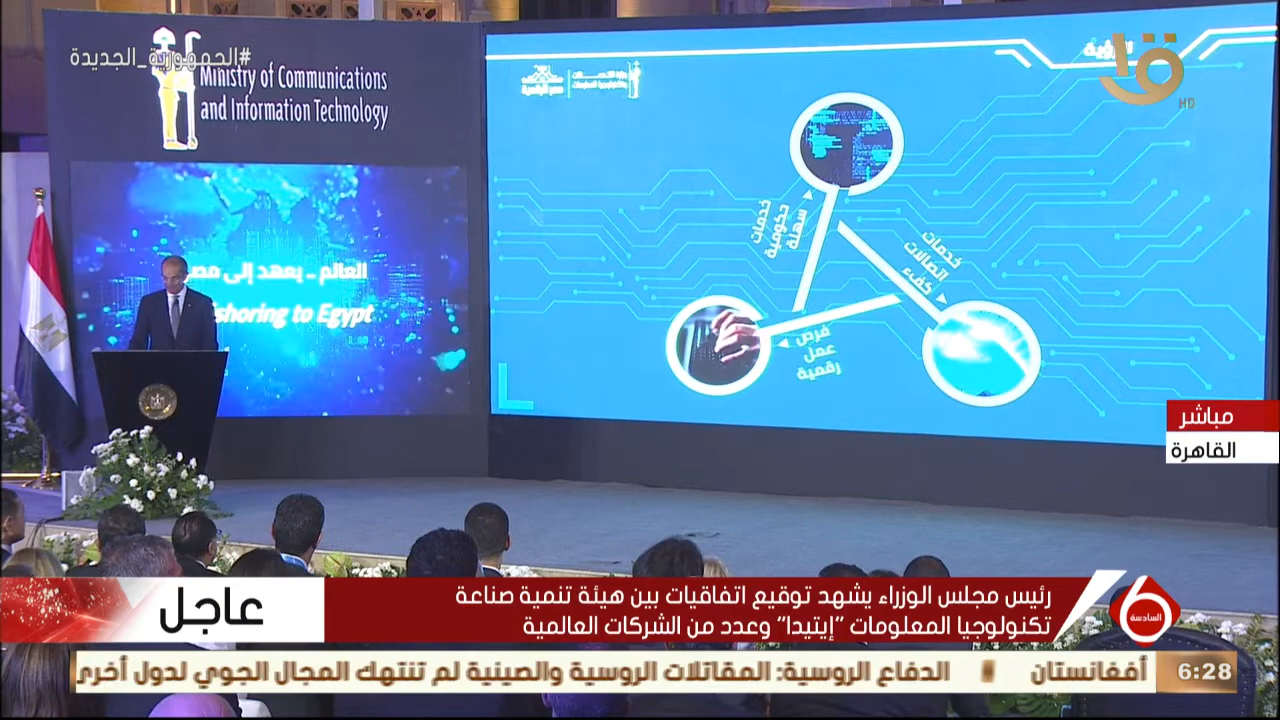 #الجمهورية_الجديدة
Ministry of Communications
and Information Technology
HD
خدمات
حكومية
سهلة
خدمات
اتصالات
كفء
فرص
عمل
رقمية
العالم - يعهد إلى
shoring to Egypt
مباشر
القاهرة
عاجل
رئيس مجلس الوزراء يشهد توقيع اتفاقيات بين هيئة تنمية صناعة
تكنولوجيا المعلومات "إيتيدا" وعدد من الشركات العالمية
السادسة
6:28
أفغانستان
الدفاع الروسية: المقاتلات الروسية والصينية لم تنتهك المجال الجوي لدول أخرى